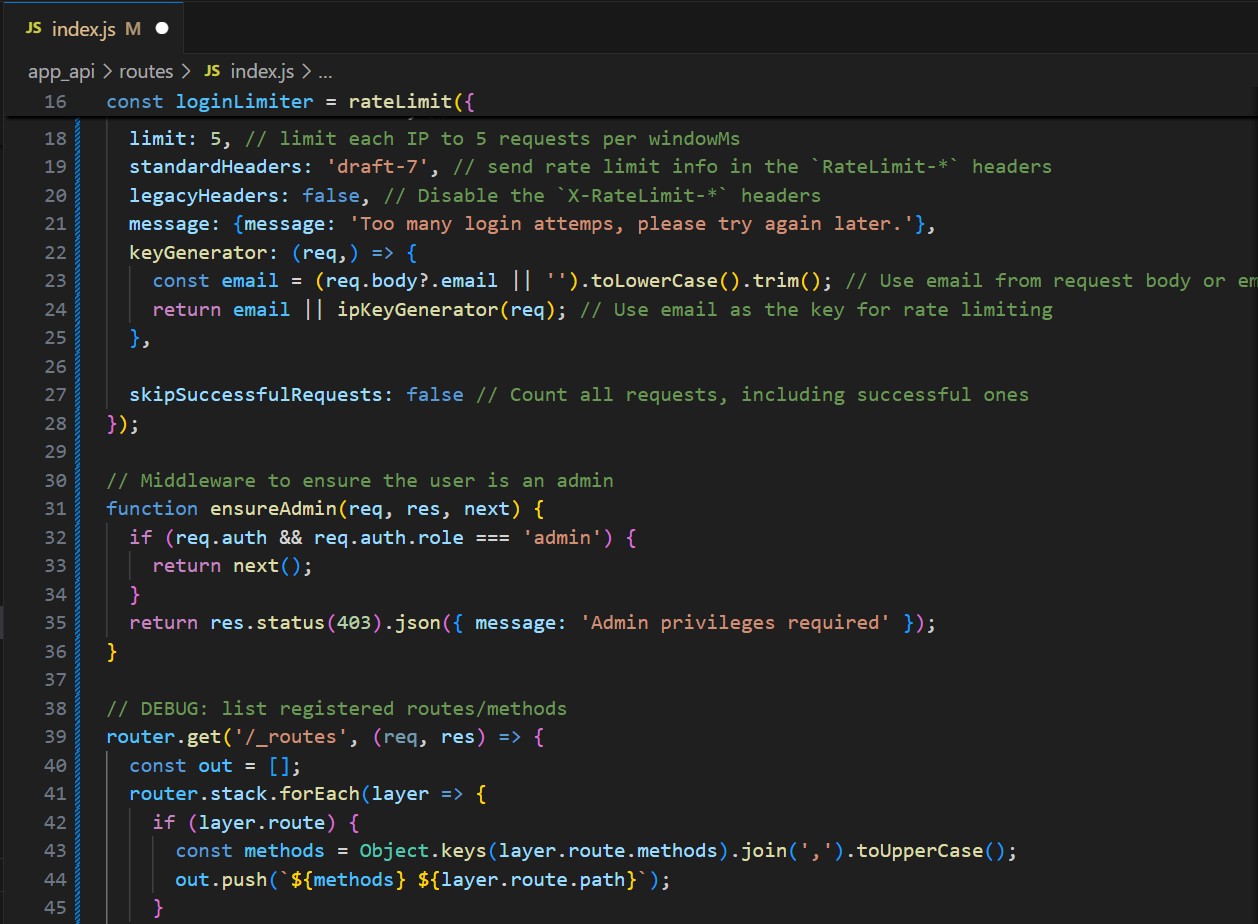 JS index.js M
app_api > routes > JS index.js > ...
16 const loginLimiter = rateLimit({
18 limit: 5, // limit each IP to 5 requests per windowMs
19 standardHeaders: 'draft-7', // send rate limit info in the `RateLimit-*` headers
20 legacyHeaders: false, // Disable the `X-RateLimit-*` headers
21 message: {message: 'Too many login attemps, please try again later.'},
22 keyGenerator: (req,) => {
23 const email = (req.body?.email || '').toLowerCase().trim(); // Use email from request body or em
24 return email || ipKeyGenerator(req); // Use email as the key for rate limiting
25 },
26
27 skipSuccessfulRequests: false // Count all requests, including successful ones
28 });
29
30 // Middleware to ensure the user is an admin
31 function ensureAdmin(req, res, next) {
32 if (req.auth && req.auth.role === 'admin') {
33 return next();
34 }
35 return res.status(403).json({ message: 'Admin privileges required' });
36 }
37
38 // DEBUG: list registered routes/methods
39 router.get('/_routes', (req, res) => {
40 const out = [];
41 router.stack.forEach(layer => {
42 if (layer.route) {
43 const methods = Object.keys(layer.route.methods).join(',').toUpperCase();
44 out.push(`${methods} ${layer.route.path}`);
45 }